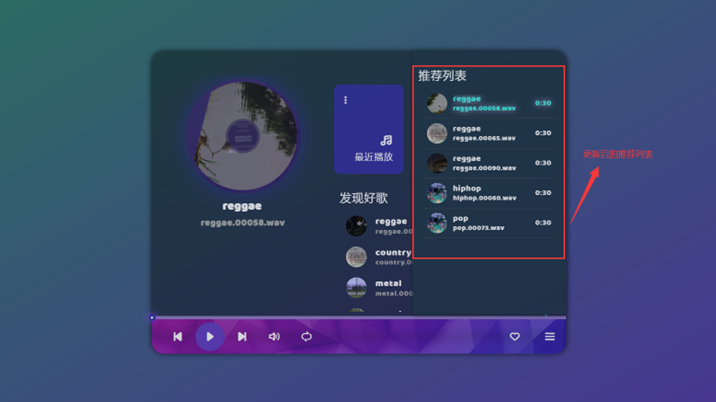 推荐列表
reggae
reggae.00058.wav
0:30
reggae
reggae.00065.wav
0:30
reggae
reggae.00090.wav
0:30
hiphop
hiphop.00060.wav
0:30
pop
pop.00073.wav
0:30
更新后的推荐列表
最近播放
reggae
reggae.00058.wav
发现好歌
reggae
reggae.00
country
country.0
metal
metal.000